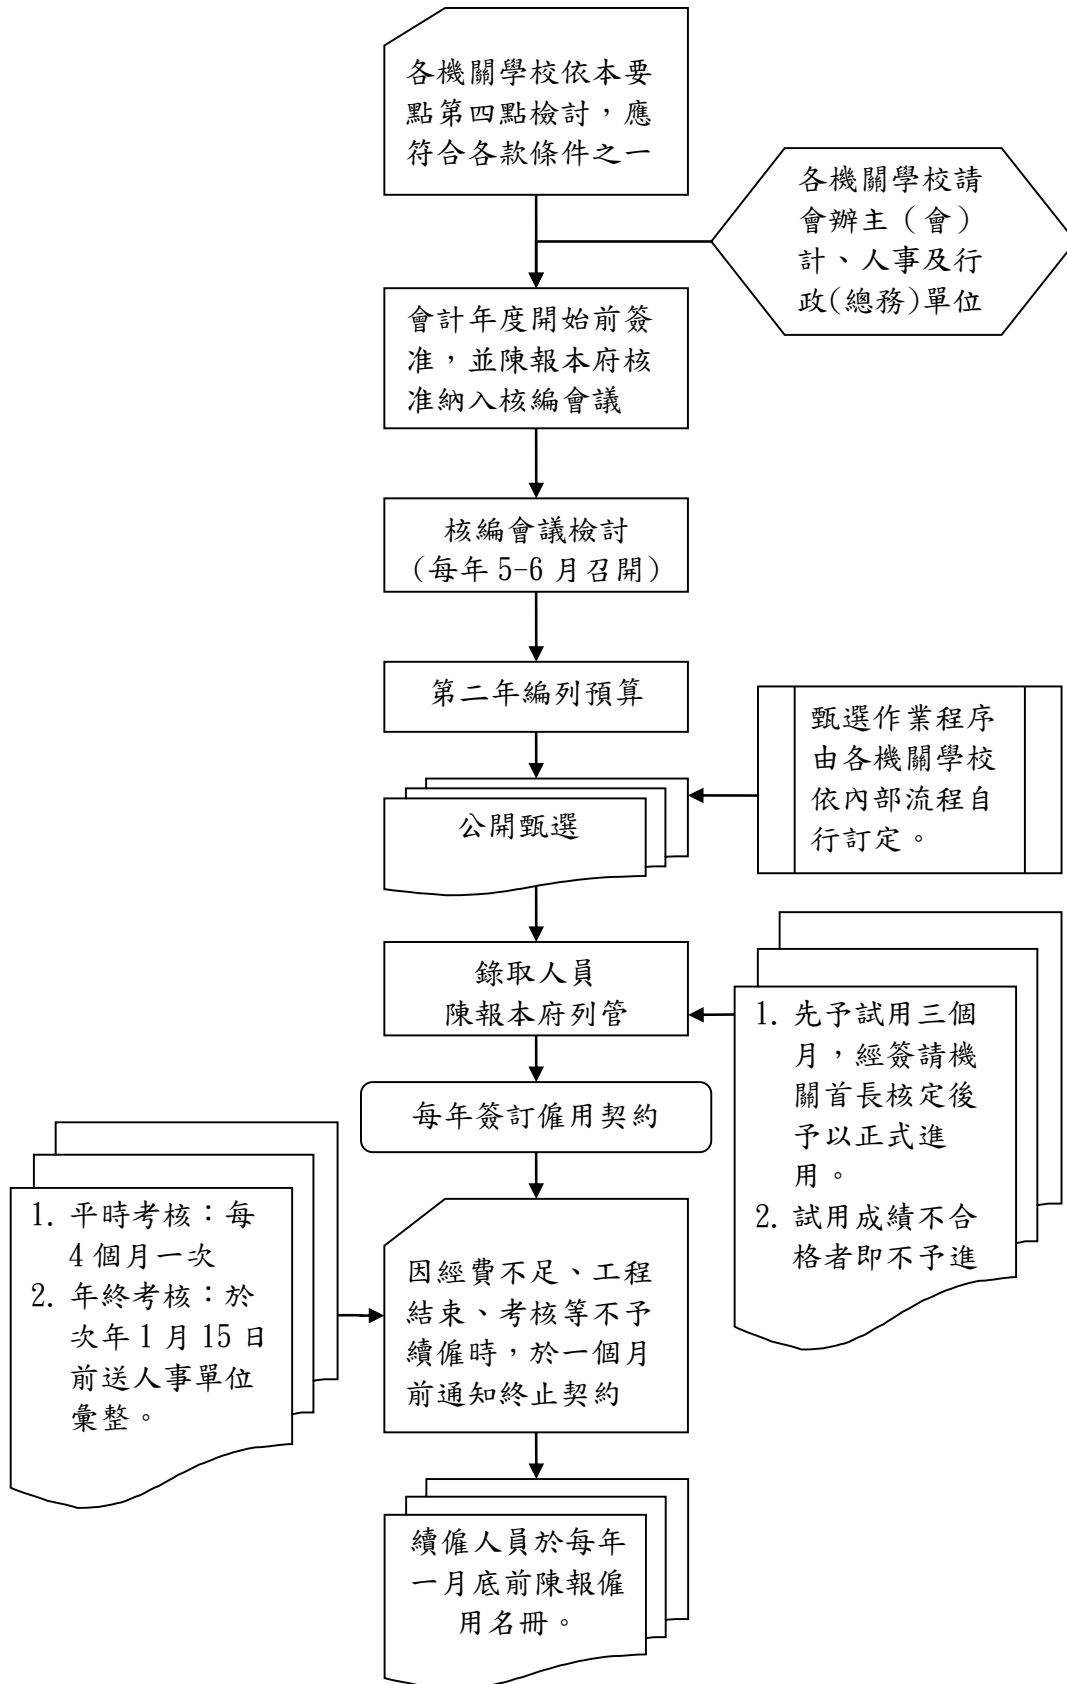 各機關學校依本要
點第四點檢討，應
符合各款條件之一
各機關學校請
會辦主（會）
計、人事及行
政(總務)單位
會計年度開始前簽
准，並陳報本府核
准納入核編會議
核編會議檢討
(每年 5-6 月召開)
第二年編列預算
甄選作業程序
由各機關學校
依內部流程自
行訂定。
公開甄選
錄取人員
陳報本府列管
1. 先予試用三個
月，經簽請機
關首長核定後
予以正式進
用。
2. 試用成績不合
格者即不予進
每年簽訂僱用契約
1. 平時考核：每
4 個月一次
2. 年終考核：於
次年 1 月 15 日
前送人事單位
彙整。
因經費不足、工程
結束、考核等不予
續僱時，於一個月
前通知終止契約
續僱人員於每年
一月底前陳報僱
用名冊。